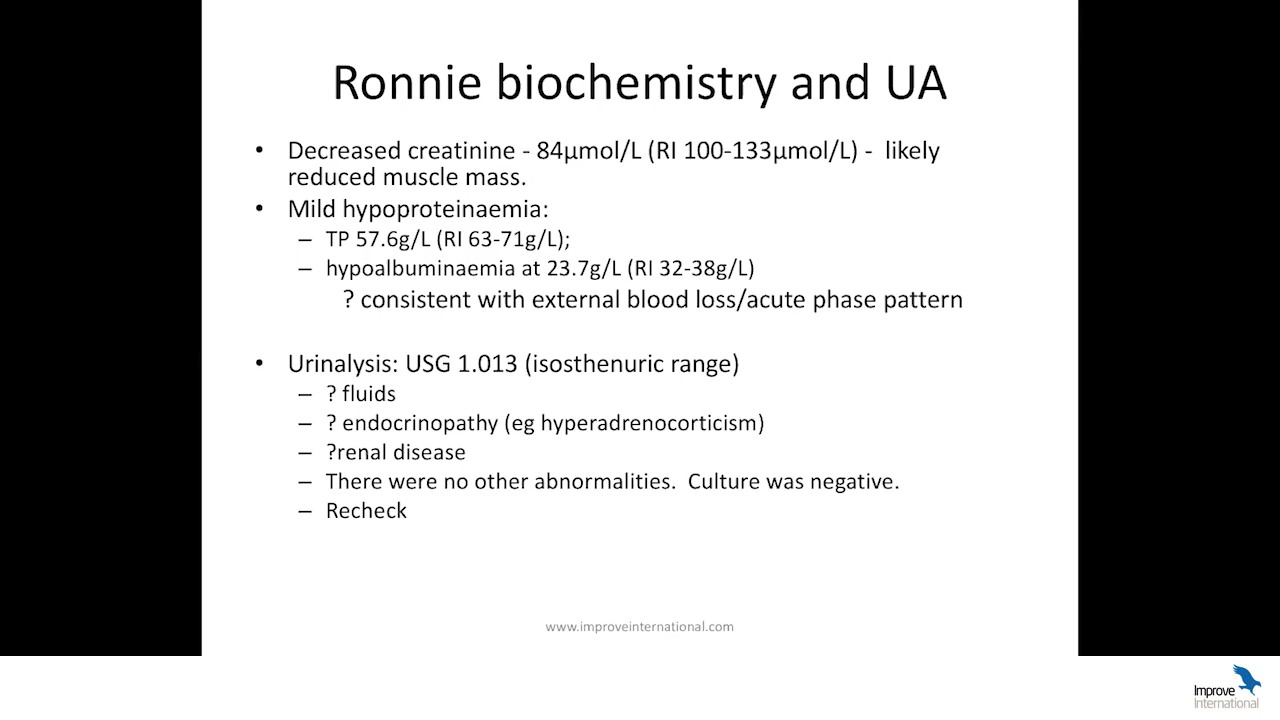 Ronnie biochemistry and UA
• Decreased creatinine - 84µmol/L (RI 100-133µmol/L) - likely
reduced muscle mass.
• Mild hypoproteinaemia:
– TP 57.6g/L (RI 63-71g/L);
– hypoalbuminaemia at 23.7g/L (RI 32-38g/L)
? consistent with external blood loss/acute phase pattern
• Urinalysis: USG 1.013 (isosthenuric range)
– ? fluids
– ? endocrinopathy (eg hyperadrenocorticism)
– ?renal disease
– There were no other abnormalities. Culture was negative.
– Recheck
www.improveinternational.com
Improve
International